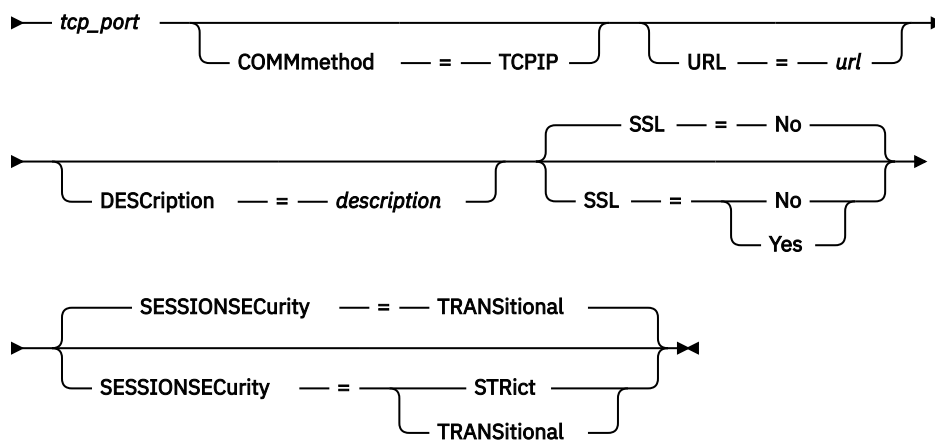 tcp_port
COMMmethod = TCPIP URL = url
SSL = No
DESCription = description SSL = No
Yes
SESSIONSECurity = TRANSitional
SESSIONSECurity = STRict
TRANSitional